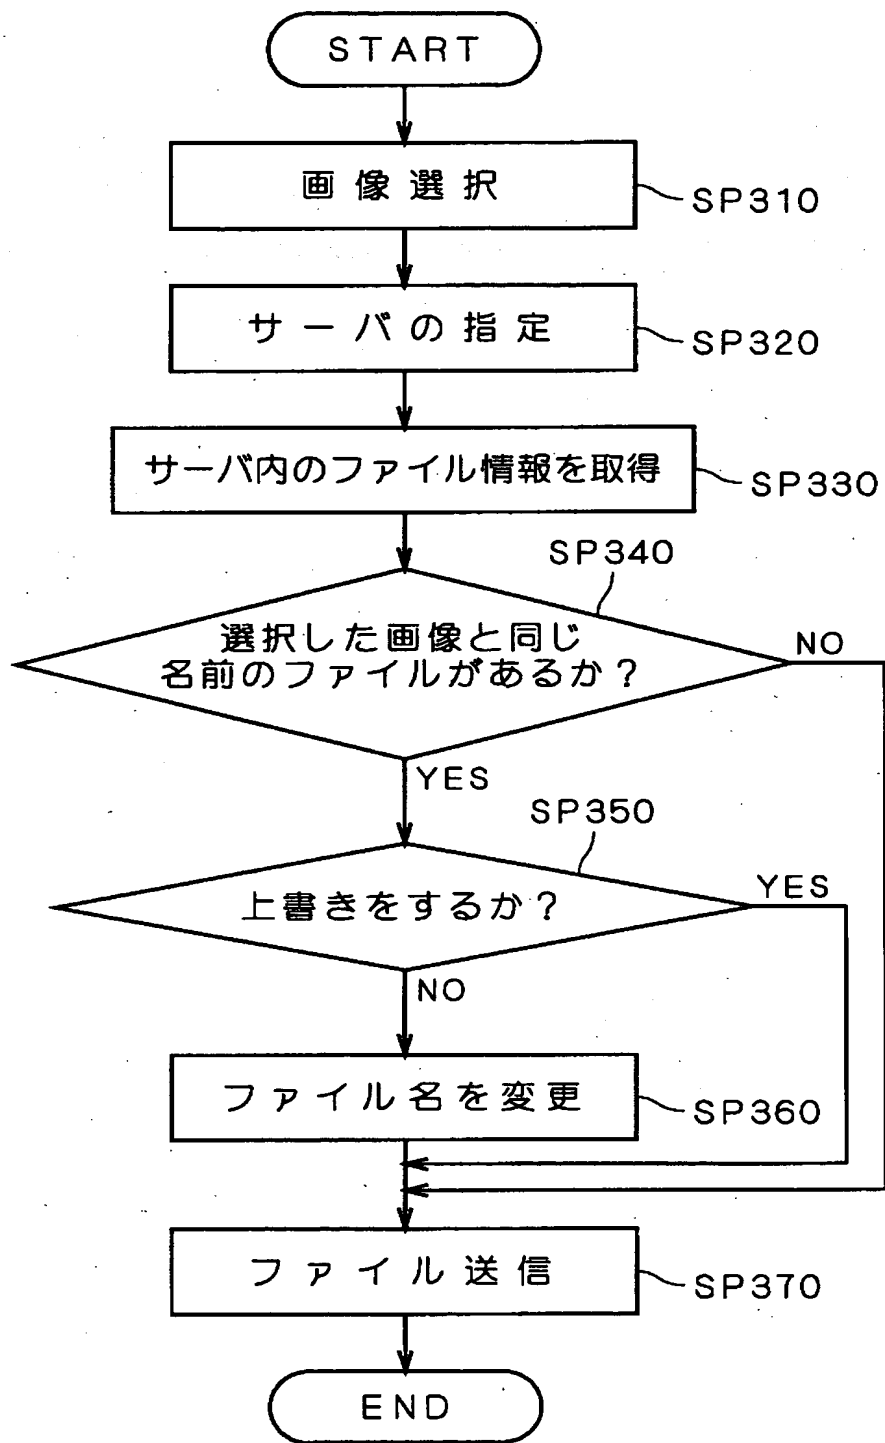 START
画像選択
SP310
サーバの指定
SP320
サーバ内のファイル情報を取得
SP330
SP340
選択した画像と同じ
名前のファイルがあるか？
NO
YES
SP350
上書きをするか？
YES
NO
ファイル名を変更
SP360
ファイル送信
SP370
END